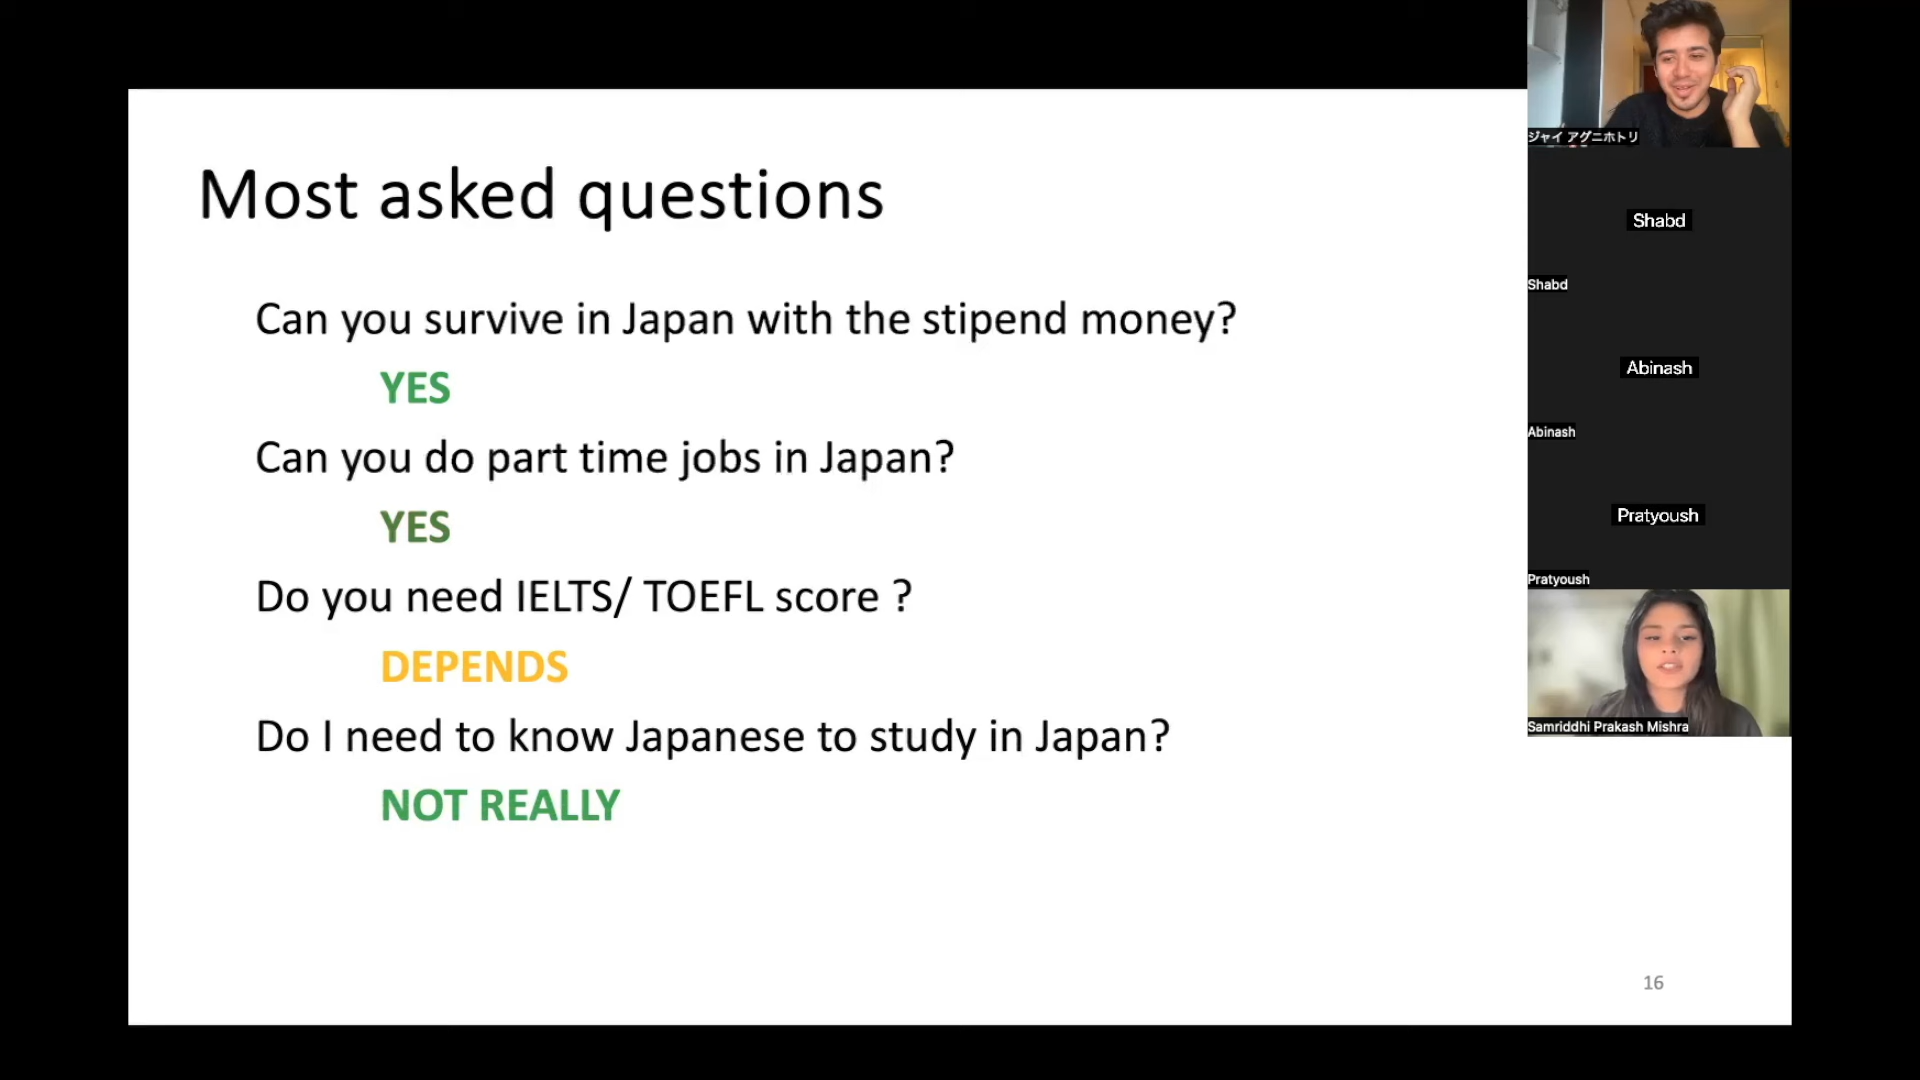 Most asked questions
Can you survive in Japan with the stipend money?
YES
Can you do part time jobs in Japan?
YES
Do you need IELTS/ TOEFL score ?
DEPENDS
Do I need to know Japanese to study in Japan?
NOT REALLY
16
ジャイ アグニホトリ
Shabd
Shabd
Abinash
Abinash
Pratyoush
Pratyoush
Samriddhi Prakash Mishra